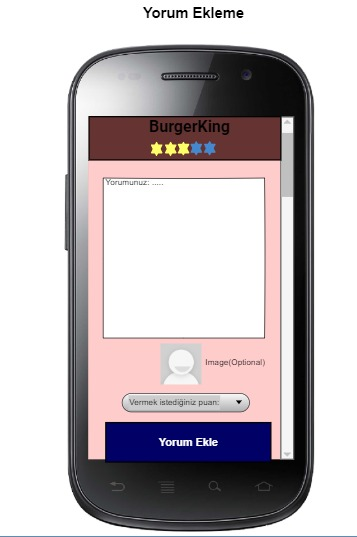 Yorum Ekleme
BurgerKing
Yorumunuz: .....
Image(Optional)
Vermek istediğiniz puan:
Yorum Ekle